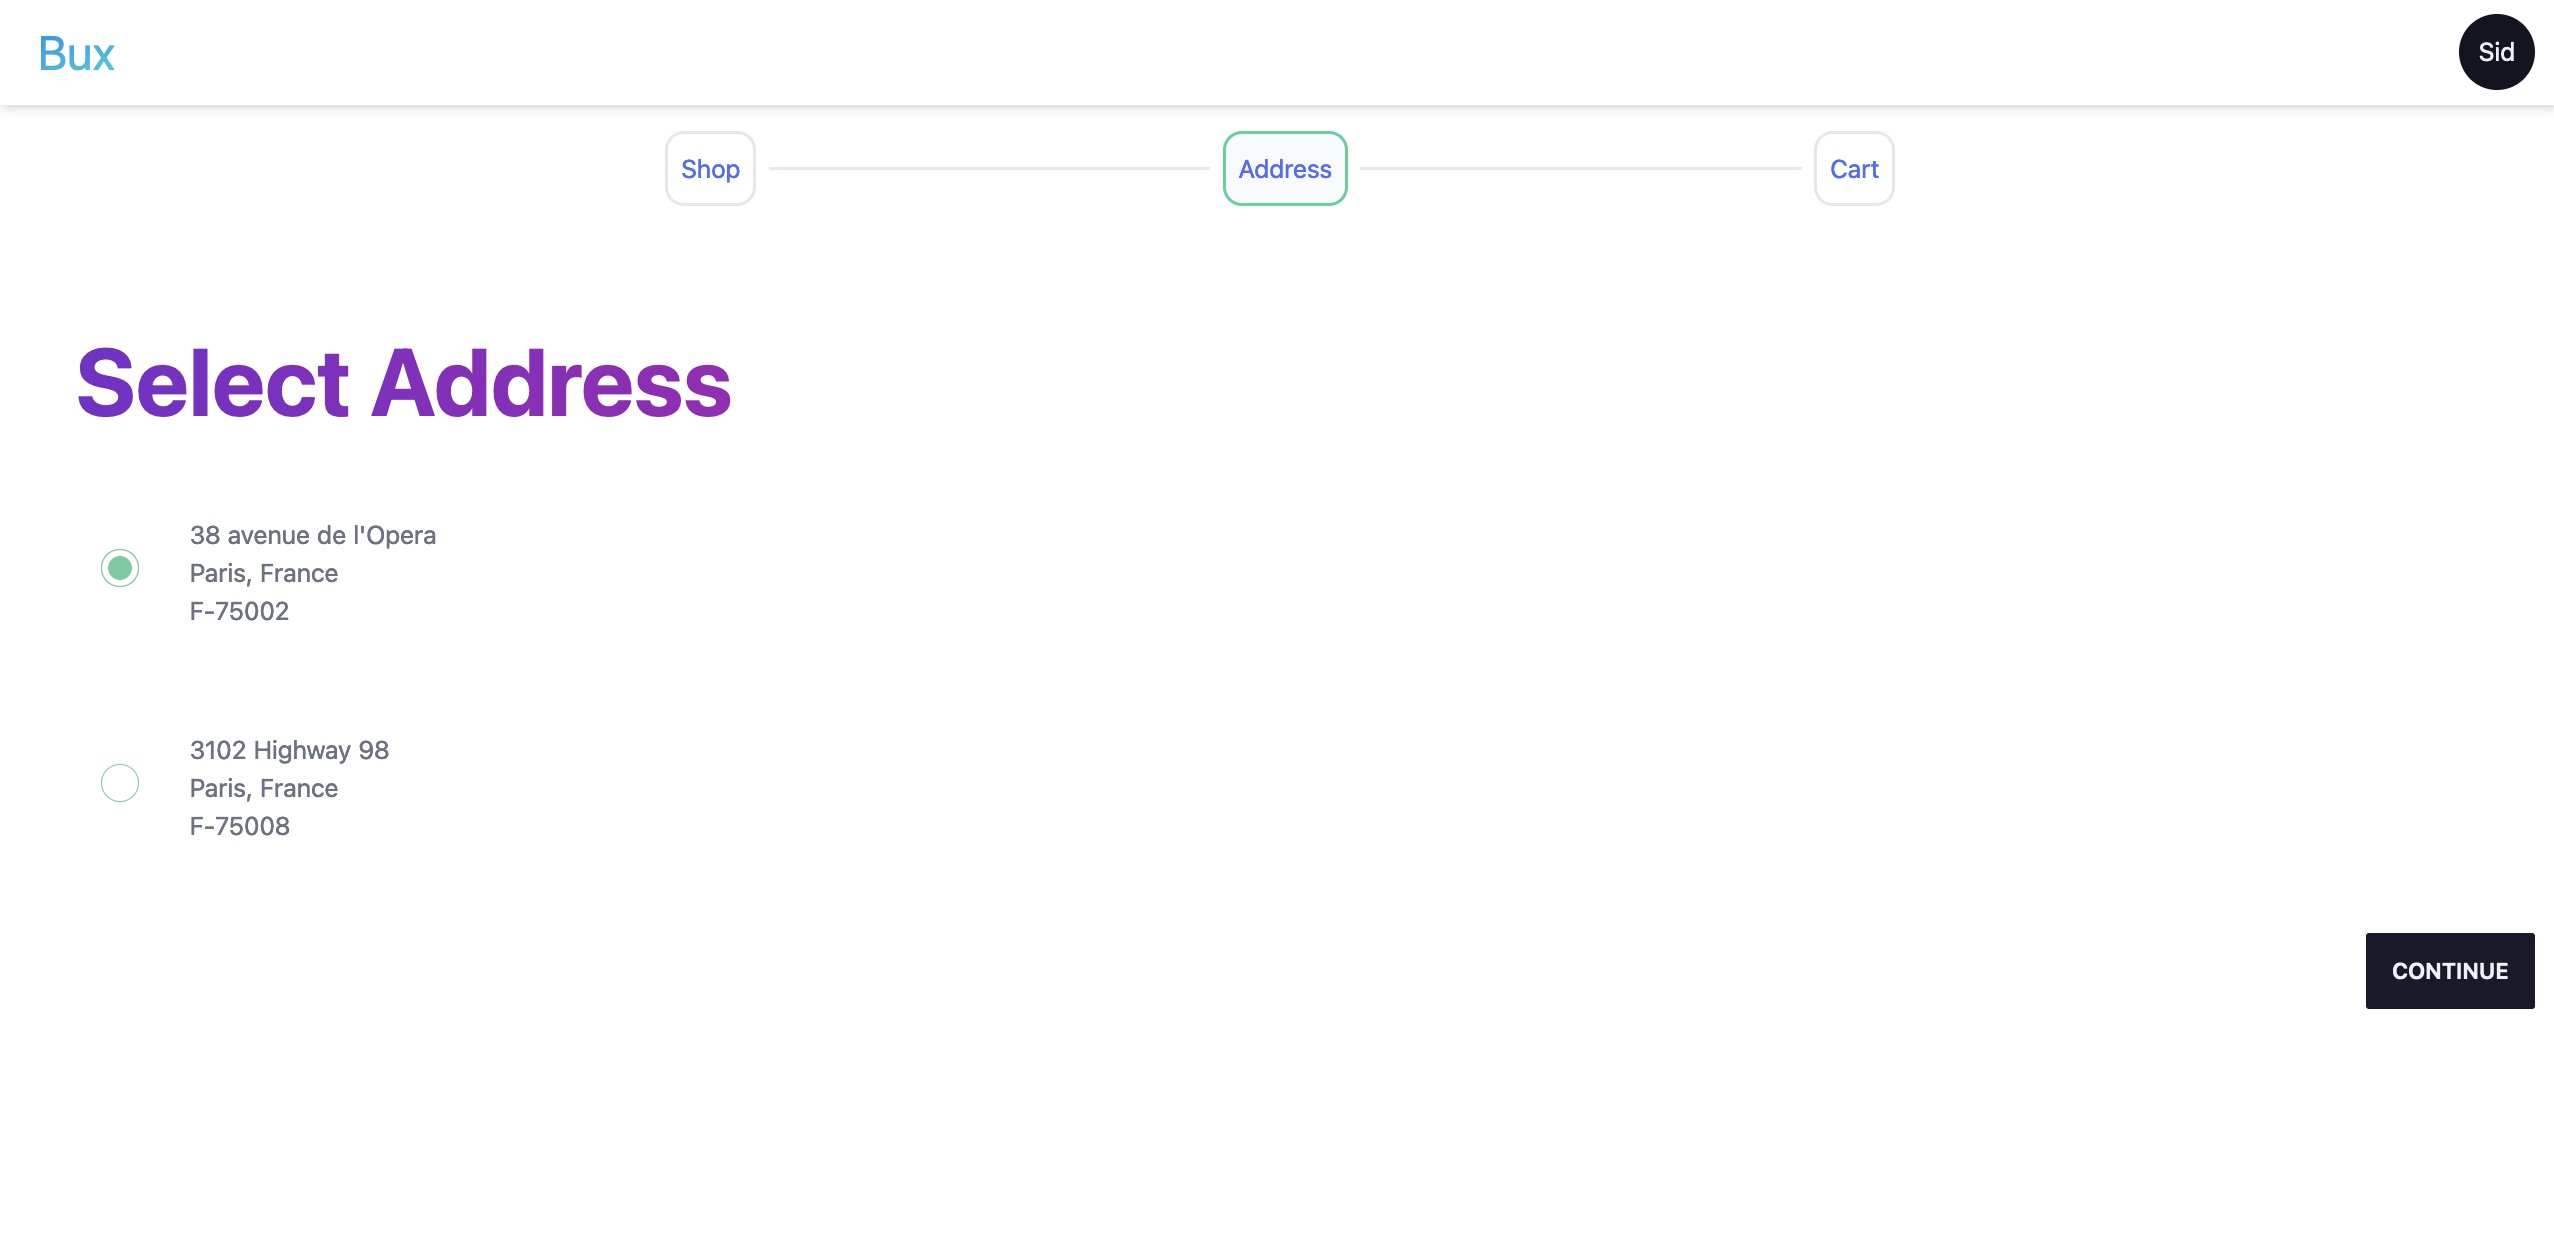 Bux
Sid
Shop
Address
Cart
Select Address
38 avenue de l'Opera
Paris, France
F-75002
3102 Highway 98
Paris, France
F-75008
CONTINUE